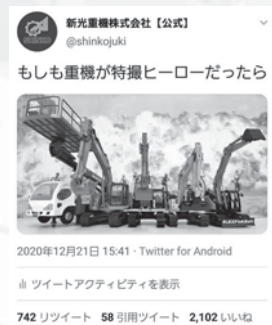 新光重機株式会社【公式】
@shinkojuki
もしも重機が特撮ヒーローだったら
2020年12月21日 15:41 · Twitter for Android
ツイートアクティビティを表示
742 リツイート 58 引用ツイート 2,102 いいね